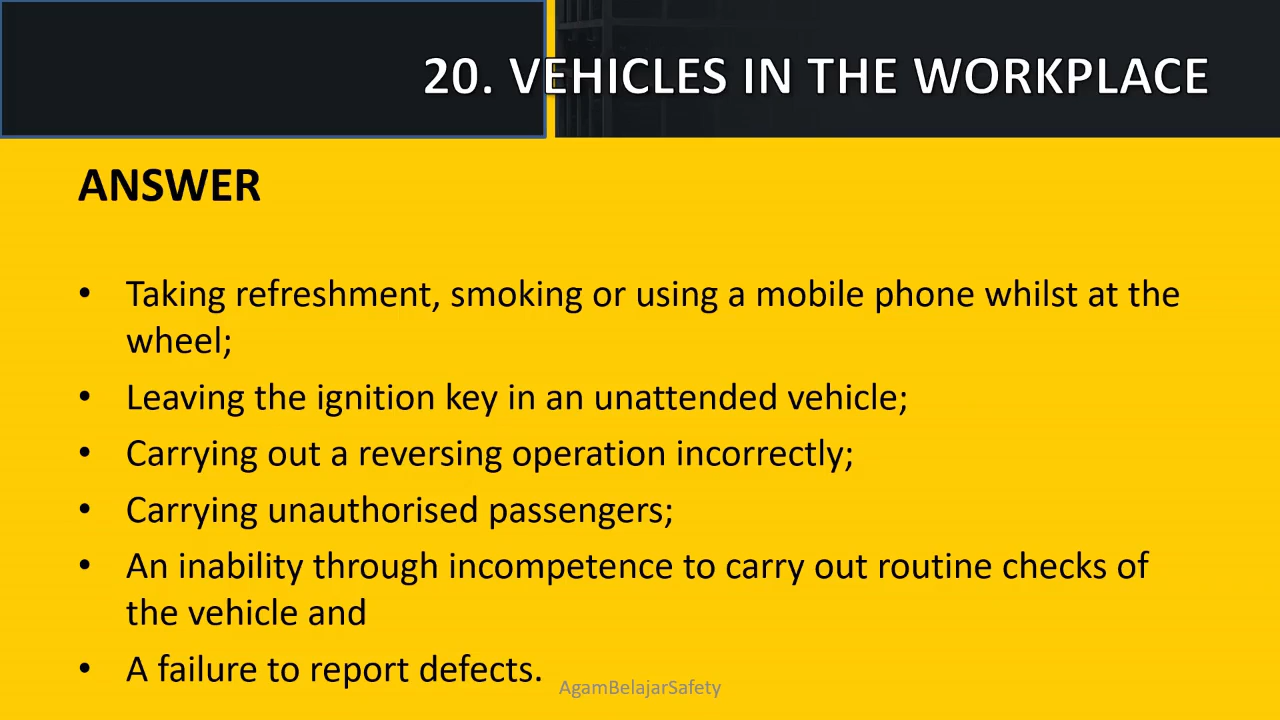 20. VEHICLES IN THE WORKPLACE
ANSWER
• Taking refreshment, smoking or using a mobile phone whilst at the
wheel;
• Leaving the ignition key in an unattended vehicle;
• Carrying out a reversing operation incorrectly;
• Carrying unauthorised passengers;
• An inability through incompetence to carry out routine checks of
the vehicle and
• A failure to report defects.
AgamBelajarSafety